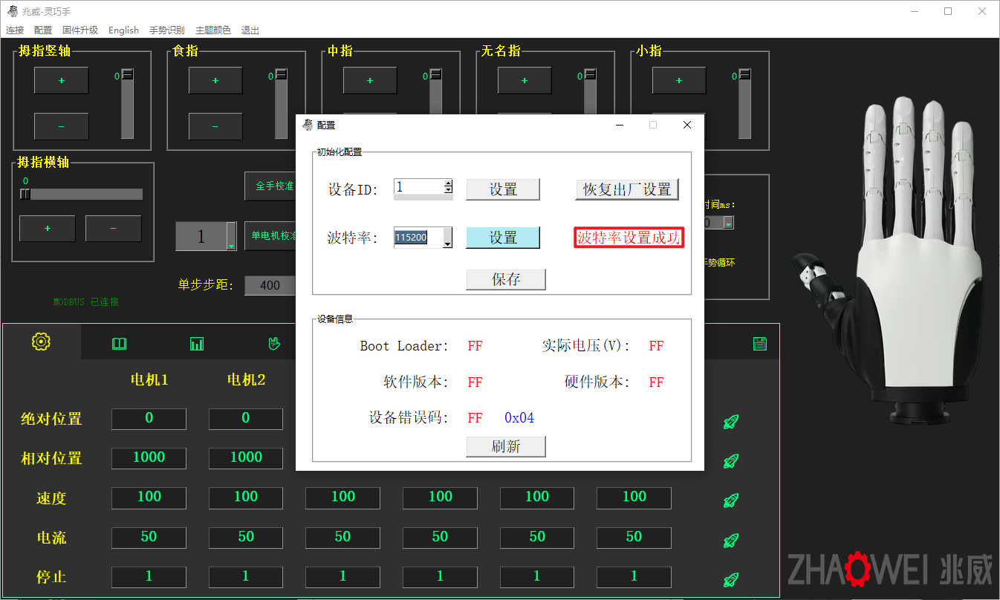 兆威-灵巧手
连接 配置 固件升级 English 手势识别 主题颜色 退出
拇指竖轴 食指 中指 无名指 小指
+ 0 + 0 + 0 + 0 + 0
- -
拇指横轴
0
+ -
全手校准
1 单电机校准
单步步距: 400
MODBUS 已连接
时间ms:
0
手势循环
配置
初始化配置
设备ID: 1 设置 恢复出厂设置
波特率: 115200 设置 波特率设置成功
保存
设备信息
Boot Loader: FF 实际电压(V): FF
软件版本: FF 硬件版本: FF
设备错误码: FF 0x04
刷新
电机1 电机2
绝对位置 0 0
相对位置 1000 1000
速度 100 100 100 100 100 100
电流 50 50 50 50 50 50
停止 1 1 1 1 1 1
ZHAOWEI 兆威